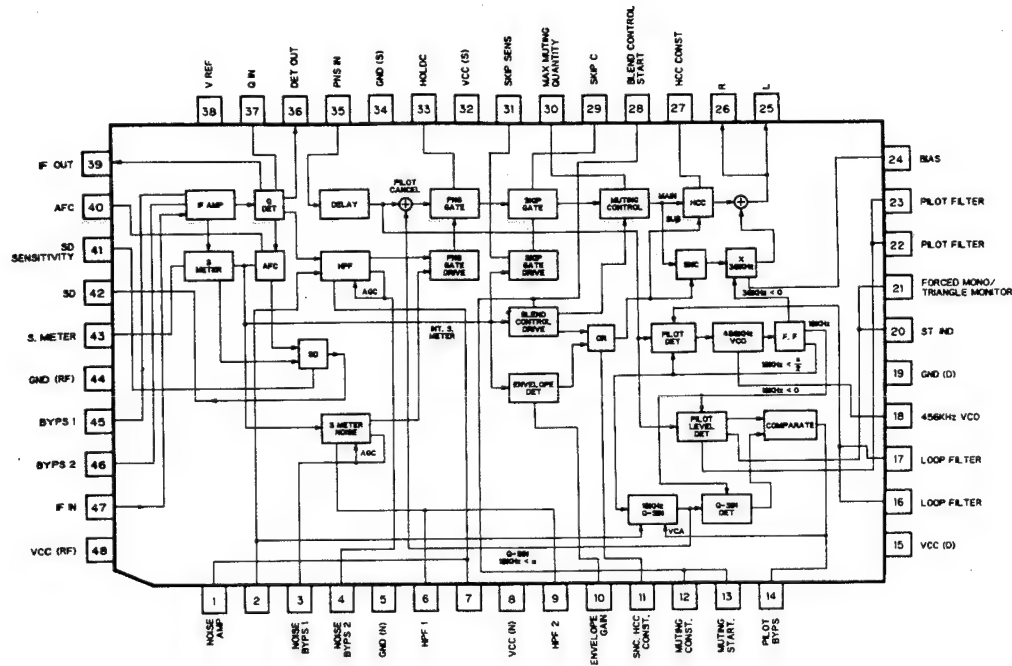 V REF
Q IN
DET OUT
PNS IN
GND (S)
HOLDC
VCC (S)
SKIP SENS
MAX MUTING
QUANTITY
SKIP C
BLEND CONTROL
START
HCC CONST
R
L
38
37
36
35
34
33
32
31
30
29
28
27
26
25
IF OUT
39
AFC
40
SD
SENSITIVITY
41
SD
42
S. METER
43
GND (RF)
44
BYPS 1
45
BYPS 2
46
IF IN
47
VCC (RF)
48
24
BIAS
23
PILOT FILTER
22
PILOT FILTER
21
FORCED MONO/
TRIANGLE MONITOR
20
ST IND
19
GND (D)
18
456KHz VCO
17
LOOP FILTER
16
LOOP FILTER
15
VCC (D)
IF AMP
Q
DET
S
METER
AFC
SD
S METER
NOISE
AGC
DELAY
PILOT
CANCEL
HPF
AGC
PNS
GATE
PNS
GATE
DRIVE
SKIP
GATE
SKIP
GATE
DRIVE
MUTING
CONTROL
MAIN
SUB
HCC
SNC
X
38KHz
38KHz < 0
INT. S.
METER
BLEND
CONTROL
DRIVE
OR
ENVELOPE
DET
PILOT
DET
456KHz
VCO
F. F
19KHz
19KHz < π/2
19KHz < 0
PILOT
LEVEL
DET
COMPARATE
19KHz
Q-SIN
VCA
Q-SIN
DET
Q-SIN
19KHz < α
1
2
3
4
5
6
7
8
9
10
11
12
13
14
NOISE
AMP
NOISE
BYPS 1
NOISE
BYPS 2
GND (N)
HPF 1
VCC (N)
HPF 2
ENVELOPE
GAIN
SNC. HCC
CONST.
MUTING
CONST.
MUTING
START.
PILOT
BYPS